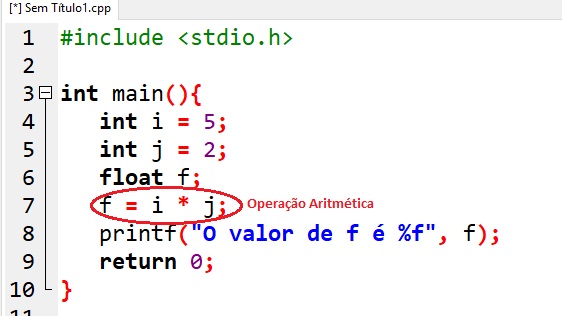 [*] Sem Título1.cpp
1 #include <stdio.h>
2
3 int main(){
4 int i = 5;
5 int j = 2;
6 float f;
7 f = i * j; Operação Aritmética
8 printf("O valor de f é %f", f);
9 return 0;
10 }
11